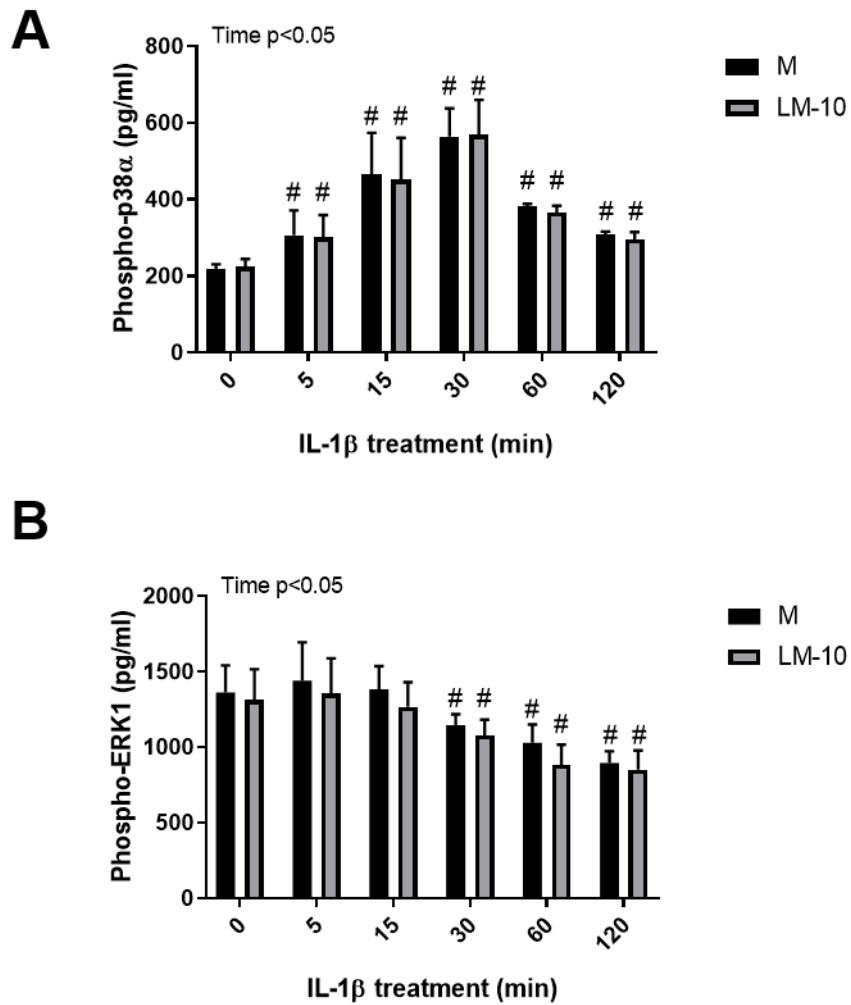 A
Time p<0.05
M
LM-10
Phospho-p38α (pg/ml)
800
600
400
200
0
# # # # # # # # # #
0 5 15 30 60 120
IL-1β treatment (min)
B
Time p<0.05
M
LM-10
Phospho-ERK1 (pg/ml)
2000
1500
1000
500
0
# # # # # #
0 5 15 30 60 120
IL-1β treatment (min)